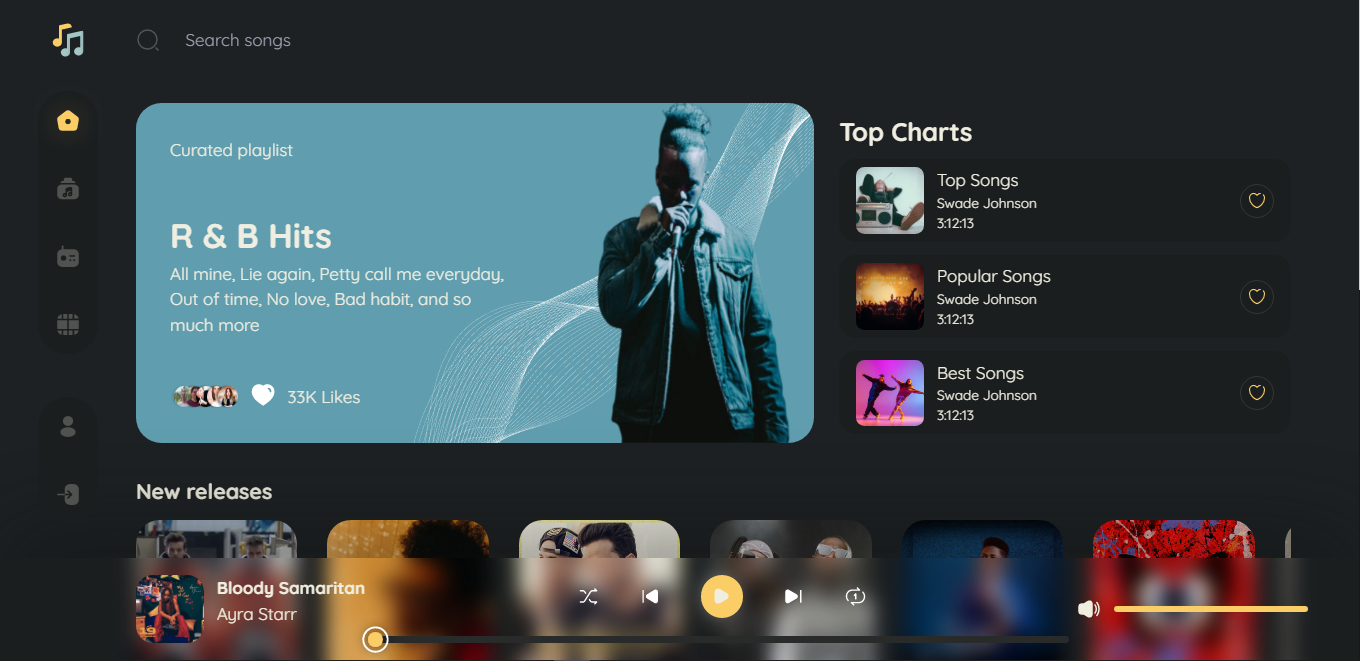 Search songs
Curated playlist
R & B Hits
All mine, Lie again, Petty call me everyday,
Out of time, No love, Bad habit, and so
much more
33K Likes
Top Charts
Top Songs
Swade Johnson
3:12:13
Popular Songs
Swade Johnson
3:12:13
Best Songs
Swade Johnson
3:12:13
New releases
Bloody Samaritan
Ayra Starr
19
1